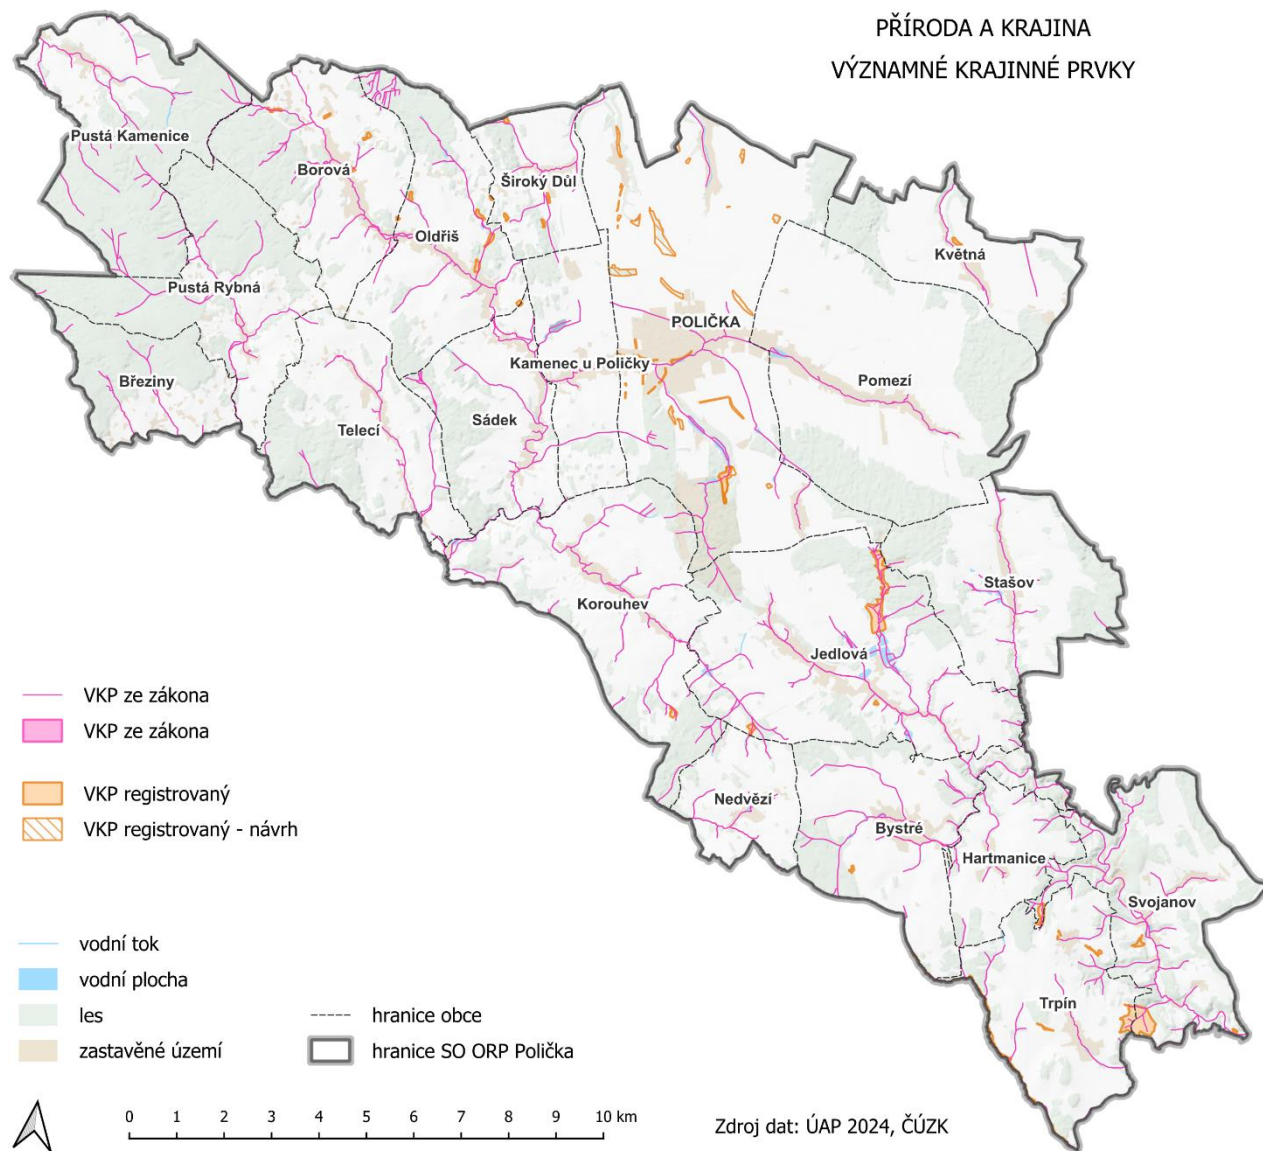 PŘÍRODA A KRAJINA
VÝZNAMNÉ KRAJINNÉ PRVKY
Pustá Kamenice
Borová
Široký Důl
Oldřiš
Květná
Pustá Rybná
POLIČKA
Kamenec u Poličky
Březiny
Pomezí
Sádek
Telecí
Stašov
Korouhev
Jedlová
VKP ze zákona
VKP ze zákona
VKP registrovaný
VKP registrovaný - návrh
Nedvězí
Bystré
Hartmanice
Svojanov
Trpín
vodní tok
vodní plocha
les
zastavěné území
hranice obce
hranice SO ORP Polička
0 1 2 3 4 5 6 7 8 9 10 km
Zdroj dat: ÚAP 2024, ČÚZK